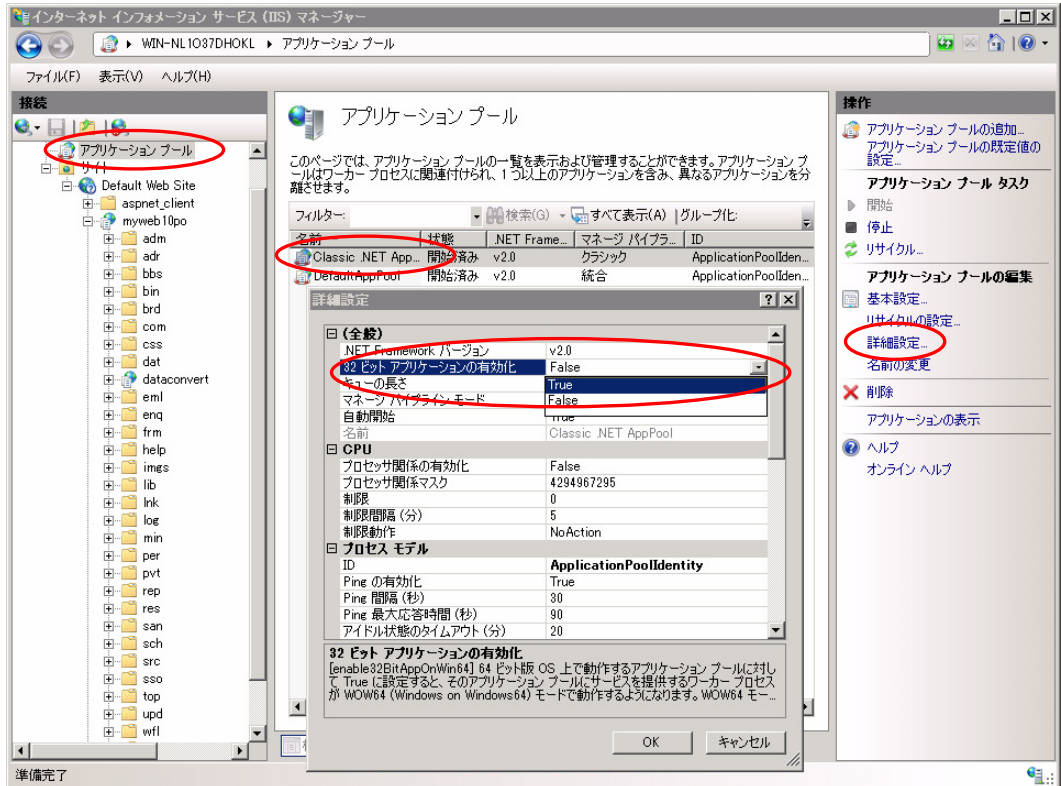 インターネット インフォメーション サービス (IIS) マネージャー
WIN-NL1O37DHOKL ▶ アプリケーション プール
ファイル(F) 表示(V) ヘルプ(H)
接続
アプリケーション プール
サイト
Default Web Site
aspnet_client
myweb10po
adm
adr
bbs
bin
brd
com
css
dat
dataconvert
eml
enq
frm
help
imgs
lib
lnk
log
min
per
pvt
rep
res
san
sch
src
sso
top
upd
wfl
アプリケーション プール
このページでは、アプリケーション プールの一覧を表示および管理することができます。アプリケーション プ
ールはワーカー プロセスに関連付けられ、1 つ以上のアプリケーションを含み、異なるアプリケーションを分
離させます。
フィルター: 検索(G) すべて表示(A) グループ化:
名前 状態 .NET Frame... マネージ パイプラ... ID
Classic .NET App... 開始済み v2.0 クラシック ApplicationPoolIden...
DefaultAppPool 開始済み v2.0 統合 ApplicationPoolIden...
詳細設定
(全般)
.NET Framework バージョン v2.0
32 ビット アプリケーションの有効化 False
キューの長さ True
マネージ パイプライン モード False
自動開始 True
名前 Classic .NET AppPool
CPU
プロセッサ関係の有効化 False
プロセッサ関係マスク 4294967295
制限 0
制限間隔 (分) 5
制限動作 NoAction
プロセス モデル
ID ApplicationPoolIdentity
Ping の有効化 True
Ping 間隔 (秒) 30
Ping 最大応答時間 (秒) 90
アイドル状態のタイムアウト (分) 20
32 ビット アプリケーションの有効化
[enable32BitAppOnWin64] 64 ビット版 OS 上で動作するアプリケーション プールに対し
て True に設定すると、そのアプリケーション プールにサービスを提供するワーカー プロセス
が WOW64 (Windows on Windows64) モードで動作するようになります。WOW64 モー...
OK キャンセル
操作
アプリケーション プールの追加...
アプリケーション プールの既定値の
設定...
アプリケーション プール タスク
開始
停止
リサイクル...
アプリケーション プールの編集
基本設定...
リサイクルの設定...
詳細設定...
名前の変更
削除
アプリケーションの表示
ヘルプ
オンライン ヘルプ
準備完了